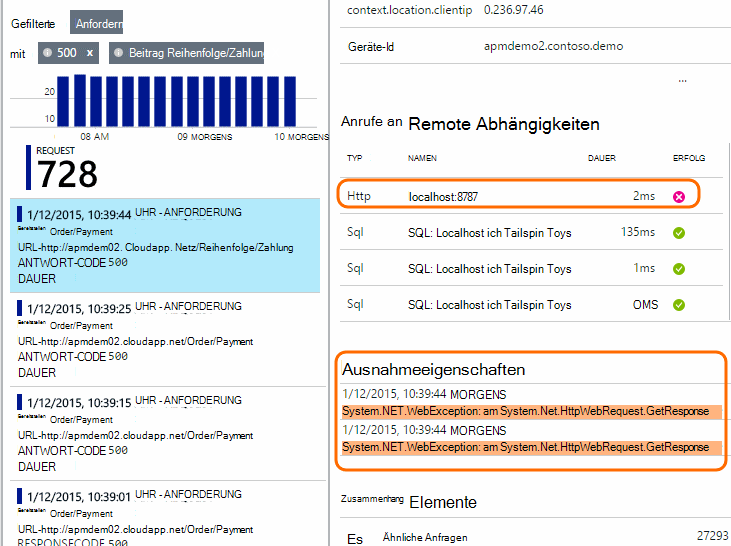 Gefilterte Anfordern
mit 500 x Beitrag Reihenfolge/Zahlun
20
10
08 AM 09 MORGENS 10 MORGENS
REQUEST
728
1/12/2015, 10:39:44 UHR - ANFORDERUNG
Bereitstellen Order/Payment
URL-http://apmdemo02. Cloudapp. Netz/Reihenfolge/Zahlung
ANTWORT-CODE 500
DAUER
1/12/2015, 10:39:25 UHR - ANFORDERUNG
Bereitstellen Order/Payment
URL-http://apmdem02.cloudapp.net/Order/Payment
ANTWORT-CODE 500
DAUER
1/12/2015, 10:39:15 UHR - ANFORDERUNG
Bereitstellen Order/Payment
URL-http://apmdem02.cloudapp.net/Order/Payment
ANTWORT-CODE 500
DAUER
1/12/2015, 10:39:01 UHR - ANFORDERUNG
Bereitstellen Order/Payment
URL-http://apmdem02.cloudapp.net/Order/Payment
RESPONSECODE 500
context.location.clientip 0.236.97.46
Geräte-Id apmdemo2.contoso.demo
...
Anrufe an Remote Abhängigkeiten
TYP NAMEN DAUER ERFOLG
Http localhost:8787 2ms
Sql SQL: Localhost ich Tailspin Toys 135ms
Sql SQL: Localhost ich Tailspin Toys 1ms
Sql SQL: Localhost ich Tailspin Toys OMS
Ausnahmeeigenschaften
1/12/2015, 10:39:44 MORGENS
System.NET.WebException: am System.Net.HttpWebRequest.GetResponse
1/12/2015, 10:39:44 MORGENS
System.NET.WebException: am System.Net.HttpWebRequest.GetResponse
Zusammenhang Elemente
Es Ähnliche Anfragen 27293